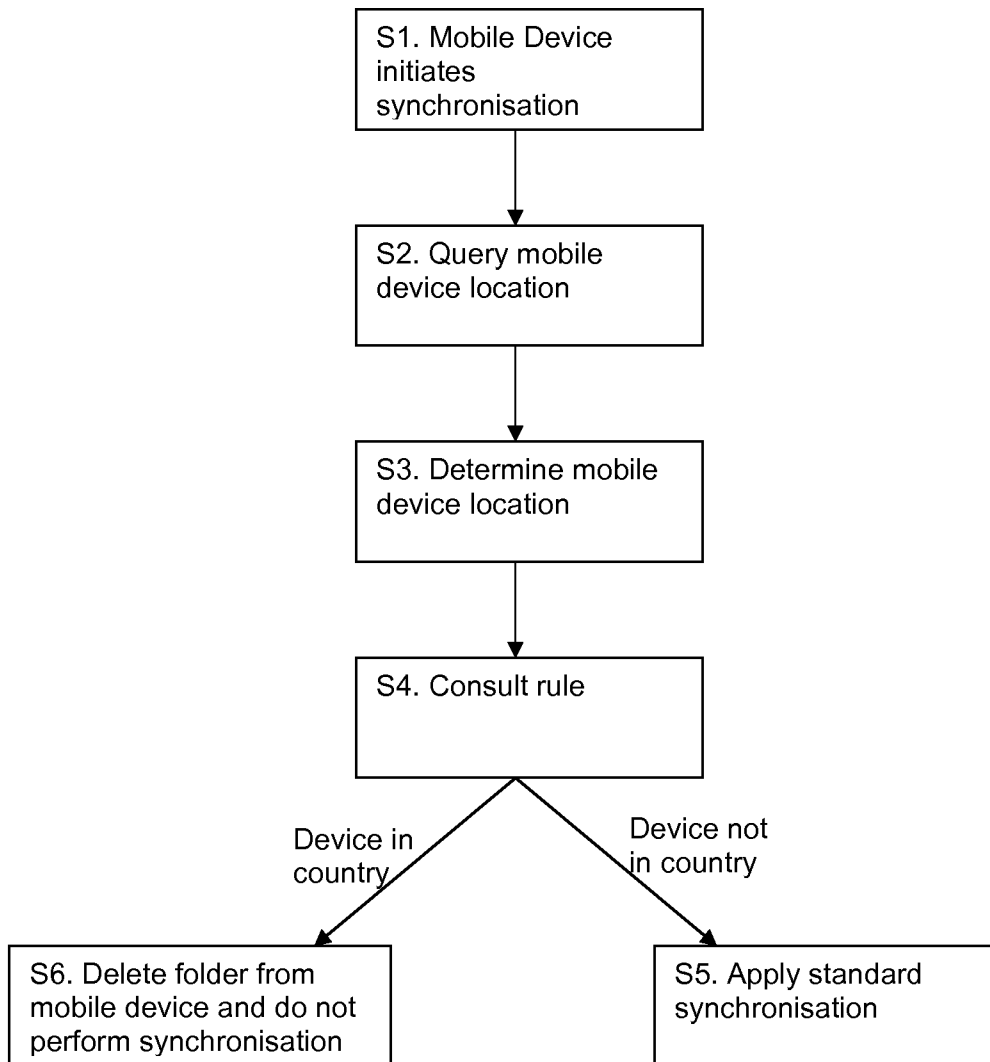 S1. Mobile Device
initiates
synchronisation
S2. Query mobile
device location
S3. Determine mobile
device location
S4. Consult rule
Device in
country
Device not
in country
S6. Delete folder from
mobile device and do not
perform synchronisation
S5. Apply standard
synchronisation